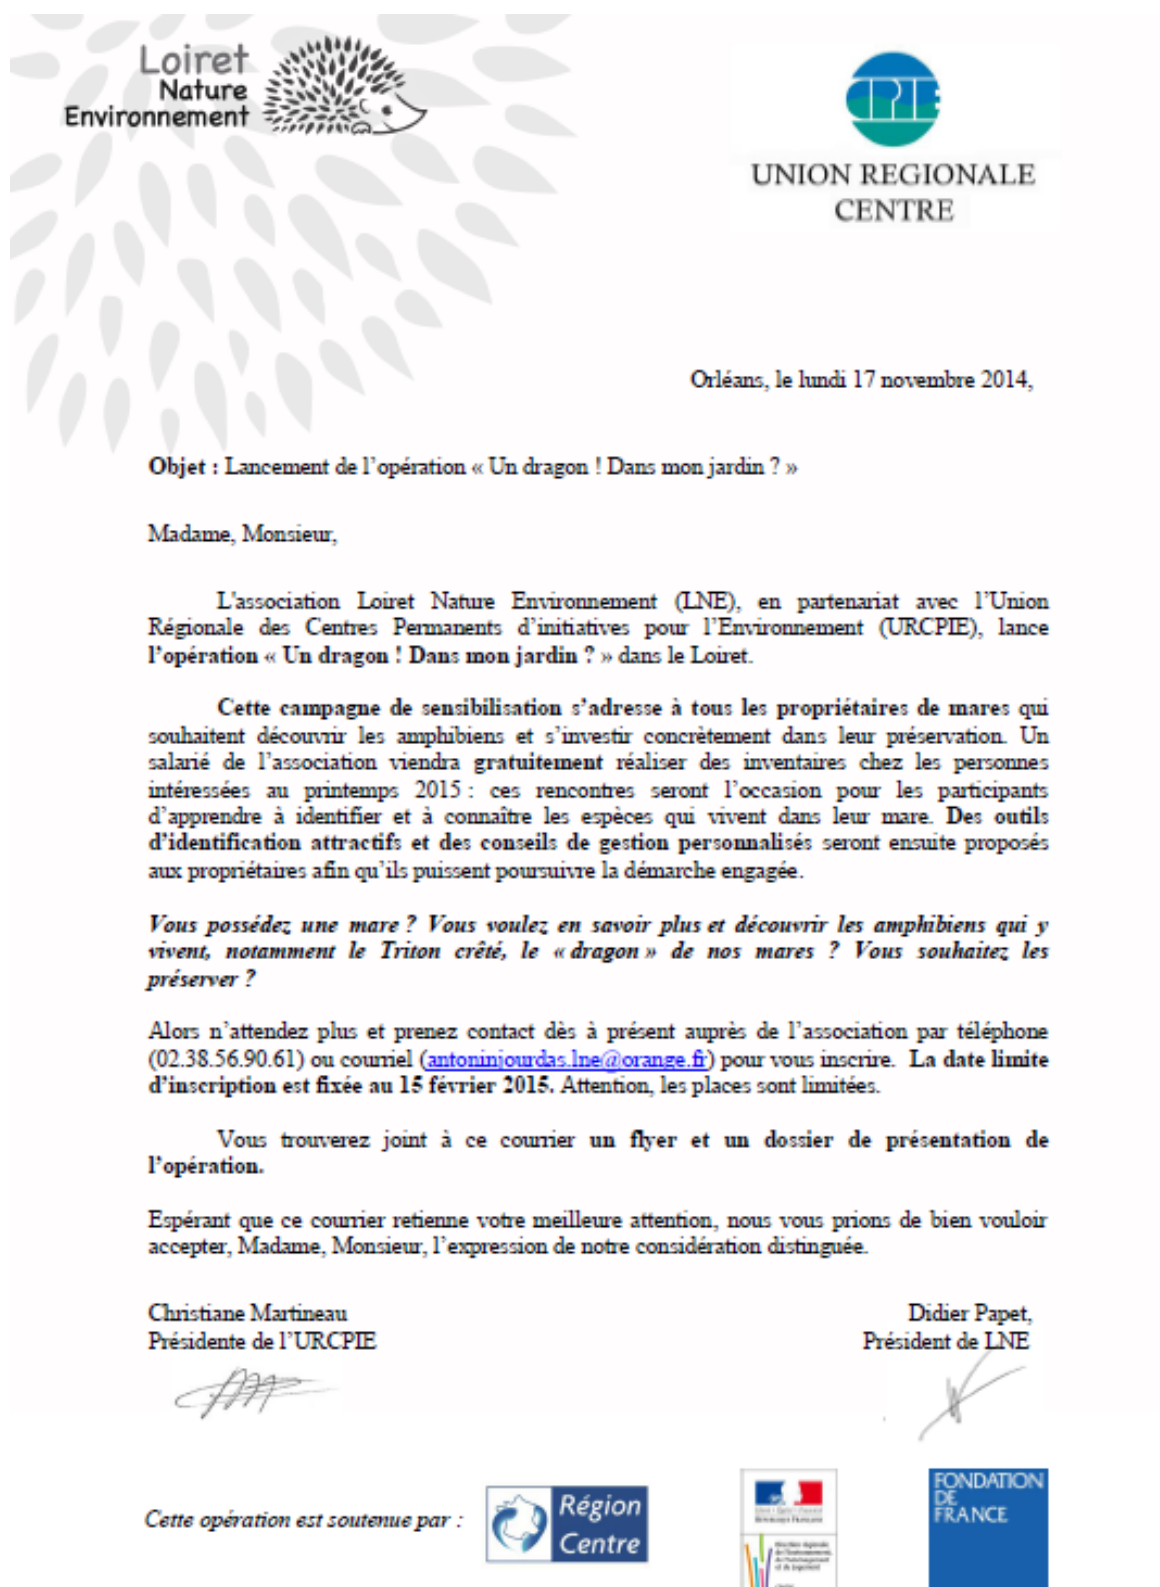 Loiret
Nature
Environnement
CPIE
UNION REGIONALE
CENTRE
Orléans, le lundi 17 novembre 2014,
Objet : Lancement de l’opération « Un dragon ! Dans mon jardin ? »
Madame, Monsieur,
L'association Loiret Nature Environnement (LNE), en partenariat avec l’Union
Régionale des Centres Permanents d’initiatives pour l’Environnement (URCPIE), lance
l’opération « Un dragon ! Dans mon jardin ? » dans le Loiret.
Cette campagne de sensibilisation s’adresse à tous les propriétaires de mares qui
souhaitent découvrir les amphibiens et s’investir concrètement dans leur préservation. Un
salarié de l’association viendra gratuitement réaliser des inventaires chez les personnes
intéressées au printemps 2015 : ces rencontres seront l’occasion pour les participants
d’apprendre à identifier et à connaître les espèces qui vivent dans leur mare. Des outils
d’identification attractifs et des conseils de gestion personnalisés seront ensuite proposés
aux propriétaires afin qu’ils puissent poursuivre la démarche engagée.
Vous possédez une mare ? Vous voulez en savoir plus et découvrir les amphibiens qui y
vivent, notamment le Triton crêté, le « dragon » de nos mares ? Vous souhaitez les
préserver ?
Alors n’attendez plus et prenez contact dès à présent auprès de l’association par téléphone
(02.38.56.90.61) ou courriel (antoninjourdas.lne@orange.fr) pour vous inscrire. La date limite
d’inscription est fixée au 15 février 2015. Attention, les places sont limitées.
Vous trouverez joint à ce courrier un flyer et un dossier de présentation de
l’opération.
Espérant que ce courrier retienne votre meilleure attention, nous vous prions de bien vouloir
accepter, Madame, Monsieur, l’expression de notre considération distinguée.
Christiane Martineau
Présidente de l’URCPIE
Didier Papet,
Président de LNE
Cette opération est soutenue par :
Région
Centre
RÉPUBLIQUE FRANÇAISE
Direction régionale
de l'Environnement,
de l'Aménagement
et du Logement
FONDATION
DE
FRANCE